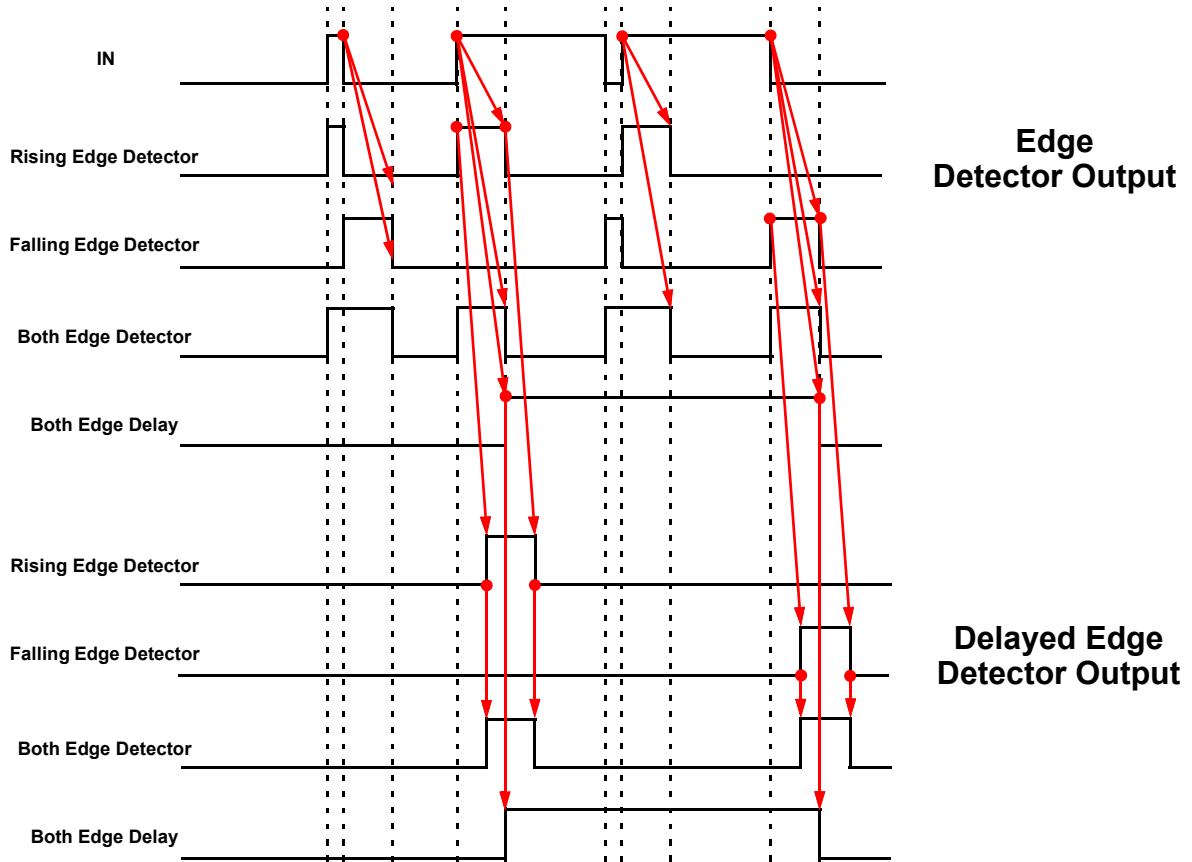 IN
Rising Edge Detector
Edge
Detector Output
Falling Edge Detector
Both Edge Detector
Both Edge Delay
Rising Edge Detector
Falling Edge Detector
Delayed Edge
Detector Output
Both Edge Detector
Both Edge Delay